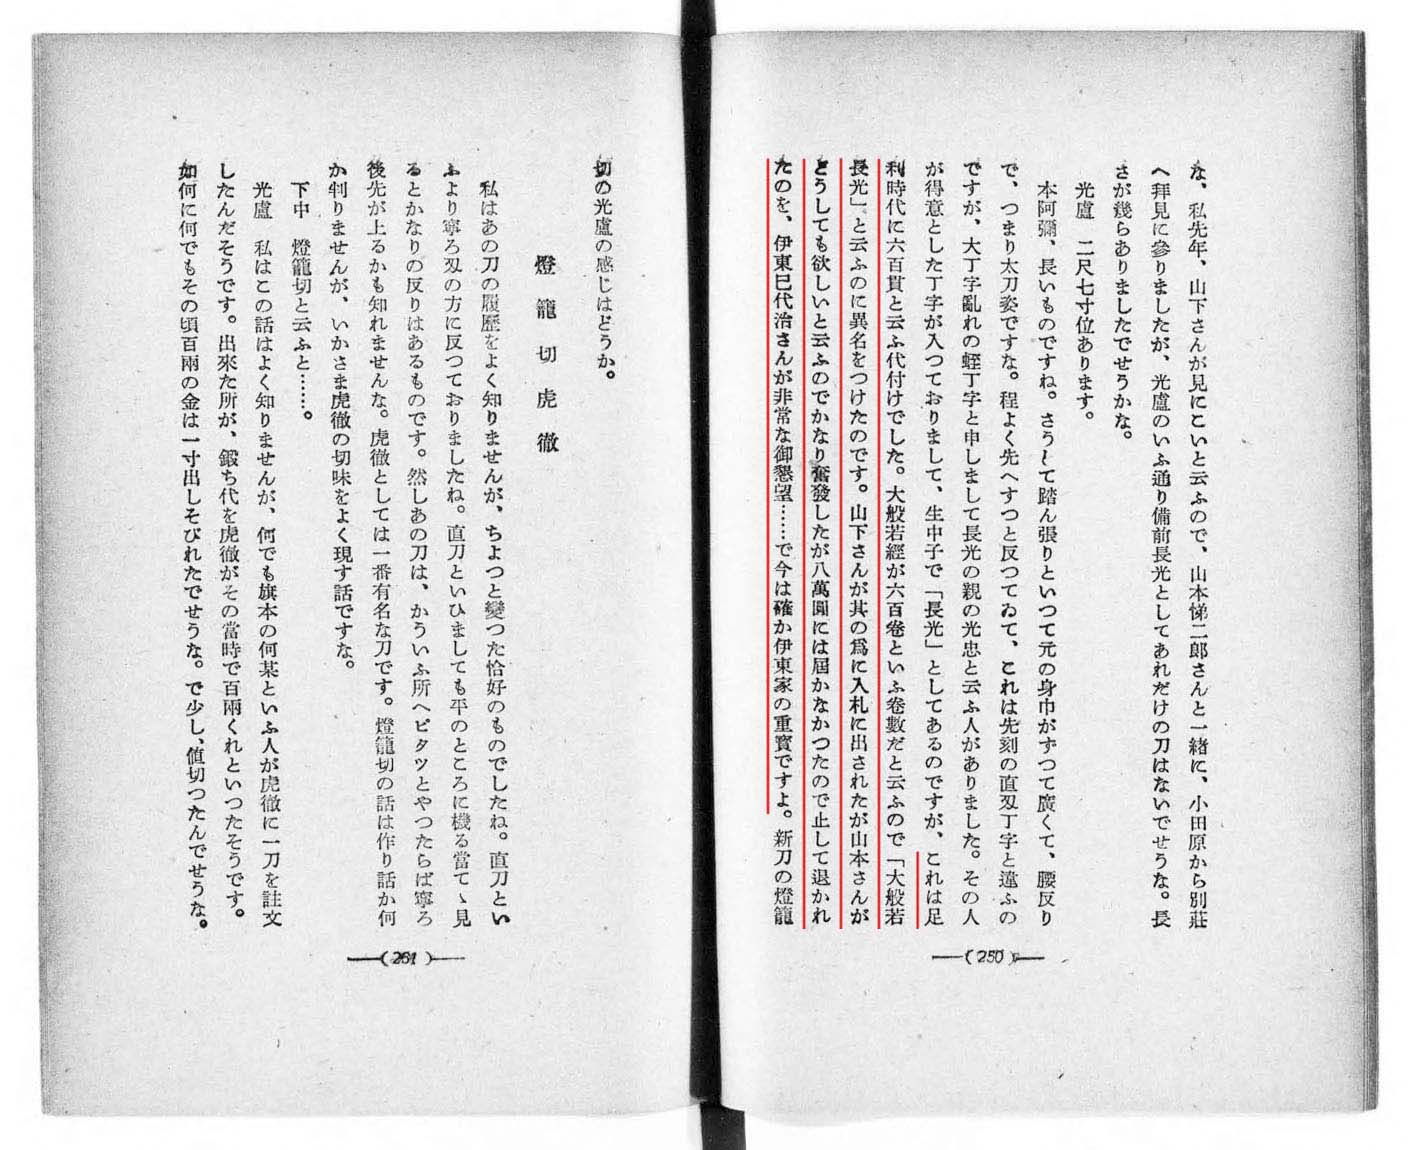 な、私先年、山下さんが見にこいと云ふので、山本悌二郎さんと一緒に、小田原から別莊
へ拜見に參りましたが、光盧のいふ通り備前長光としてあれだけの刀はないでせうな。長
さが幾らありましたでせうかな。
光盧　二尺七寸位あります。
本阿彌、長いものですね。さうして踏ん張りといつて元の身巾がずつて廣くて、腰反り
で、つまり太刀姿ですな。程よく先へすつと反つてゐて、これは先刻の直刄丁字と違ふの
ですが、大丁字亂れの蛭丁字と申しまして長光の親の光忠と云ふ人がありました。その人
が得意とした丁字が入つておりまして、生中子で「長光」としてあるのですが、これは足
利時代に六百貫と云ふ代付けでした。大般若經が六百卷といふ卷數だと云ふので「大般若
長光」と云ふのに異名をつけたのです。山下さんが其の爲に入札に出されたが山本さんが
どうしても欲しいと云ふのでかなり奮發したが八萬圓には屆かなかつたので止して退かれ
たのを、伊東巳代治さんが非常な御懇望……で今は確か伊東家の重寶ですよ。新刀の燈籠
(250)
切の光盧の感じはどうか。
燈籠切虎徹
私はあの刀の履歷をよく知りませんが、ちよつと變つた恰好のものでしたね。直刀とい
ふより寧ろ刄の方に反つておりましたね。直刀といひましても平のところに機る當てゝ見
るとかなりの反りはあるものです。然しあの刀は、かういふ所へピタツとやつたらば寧ろ
後先が上るかも知れませんな。虎徹としては一番有名な刀です。燈籠切の話は作り話か何
か判りませんが、いかさま虎徹の切味をよく現す話ですな。
下中　燈籠切と云ふと……。
光盧　私はこの話はよく知りませんが、何でも旗本の何某といふ人が虎徹に一刀を註文
したんだそうです。出來た所が、鍛ち代を虎徹がその當時で百兩くれといつたそうです。
如何に何でもその頃百兩の金は一寸出しそびれたでせうな。で少し、値切つたんでせうな。
(261)